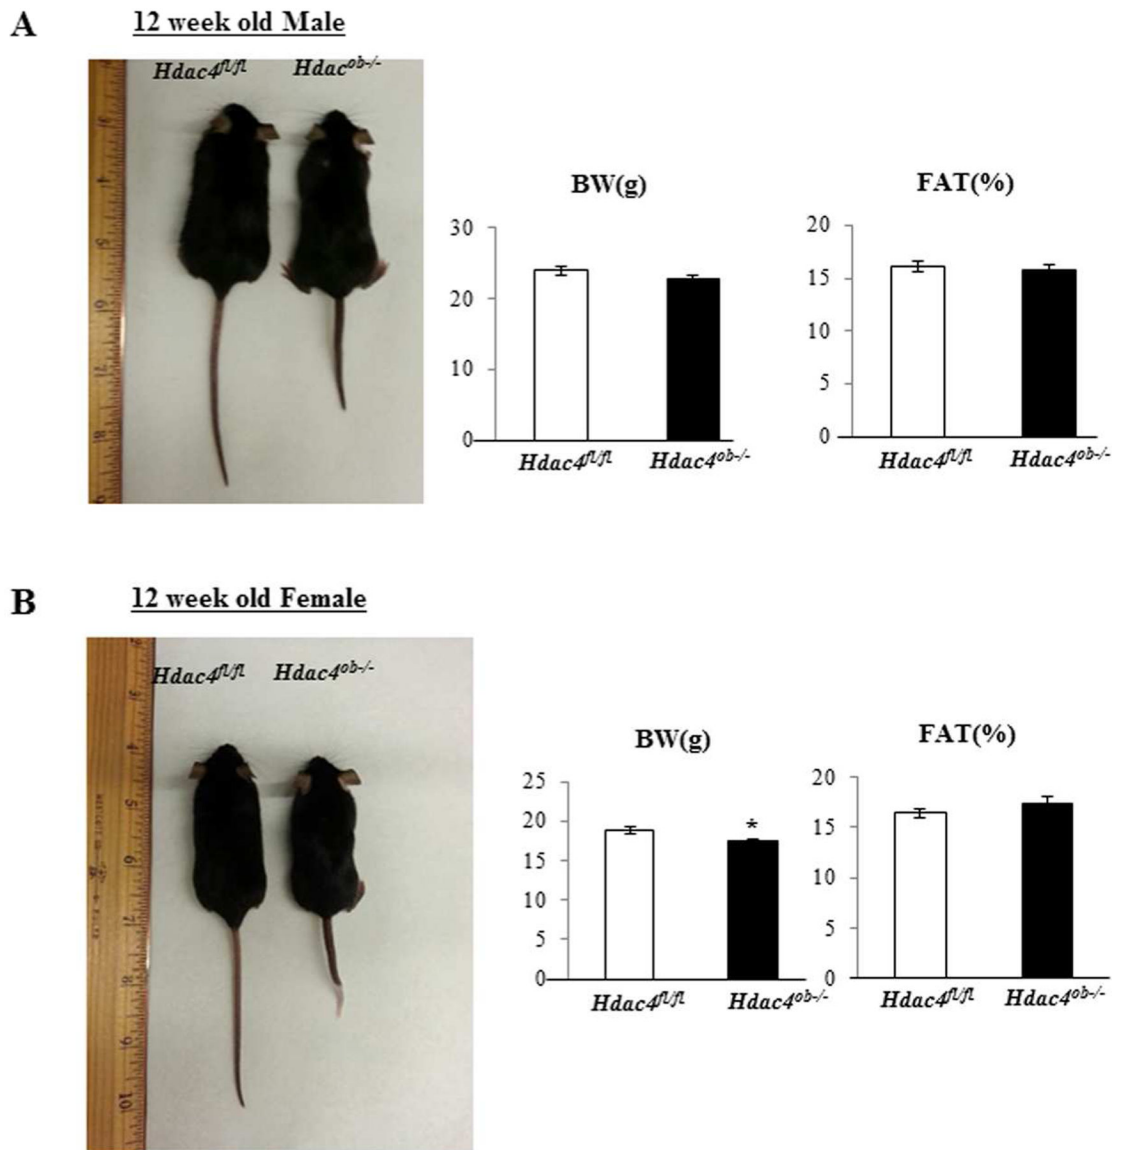 A
12 week old Male
Hdac4fl/fl Hdacob-/-
BW(g)
30
20
10
0
Hdac4fl/fl Hdac4ob-/-
FAT(%)
20
15
10
5
0
Hdac4fl/fl Hdac4ob-/-
B
12 week old Female
Hdac4fl/fl Hdac4ob-/-
BW(g)
25
20
15
10
5
0
*
Hdac4fl/fl Hdac4ob-/-
FAT(%)
20
15
10
5
0
Hdac4fl/fl Hdac4ob-/-